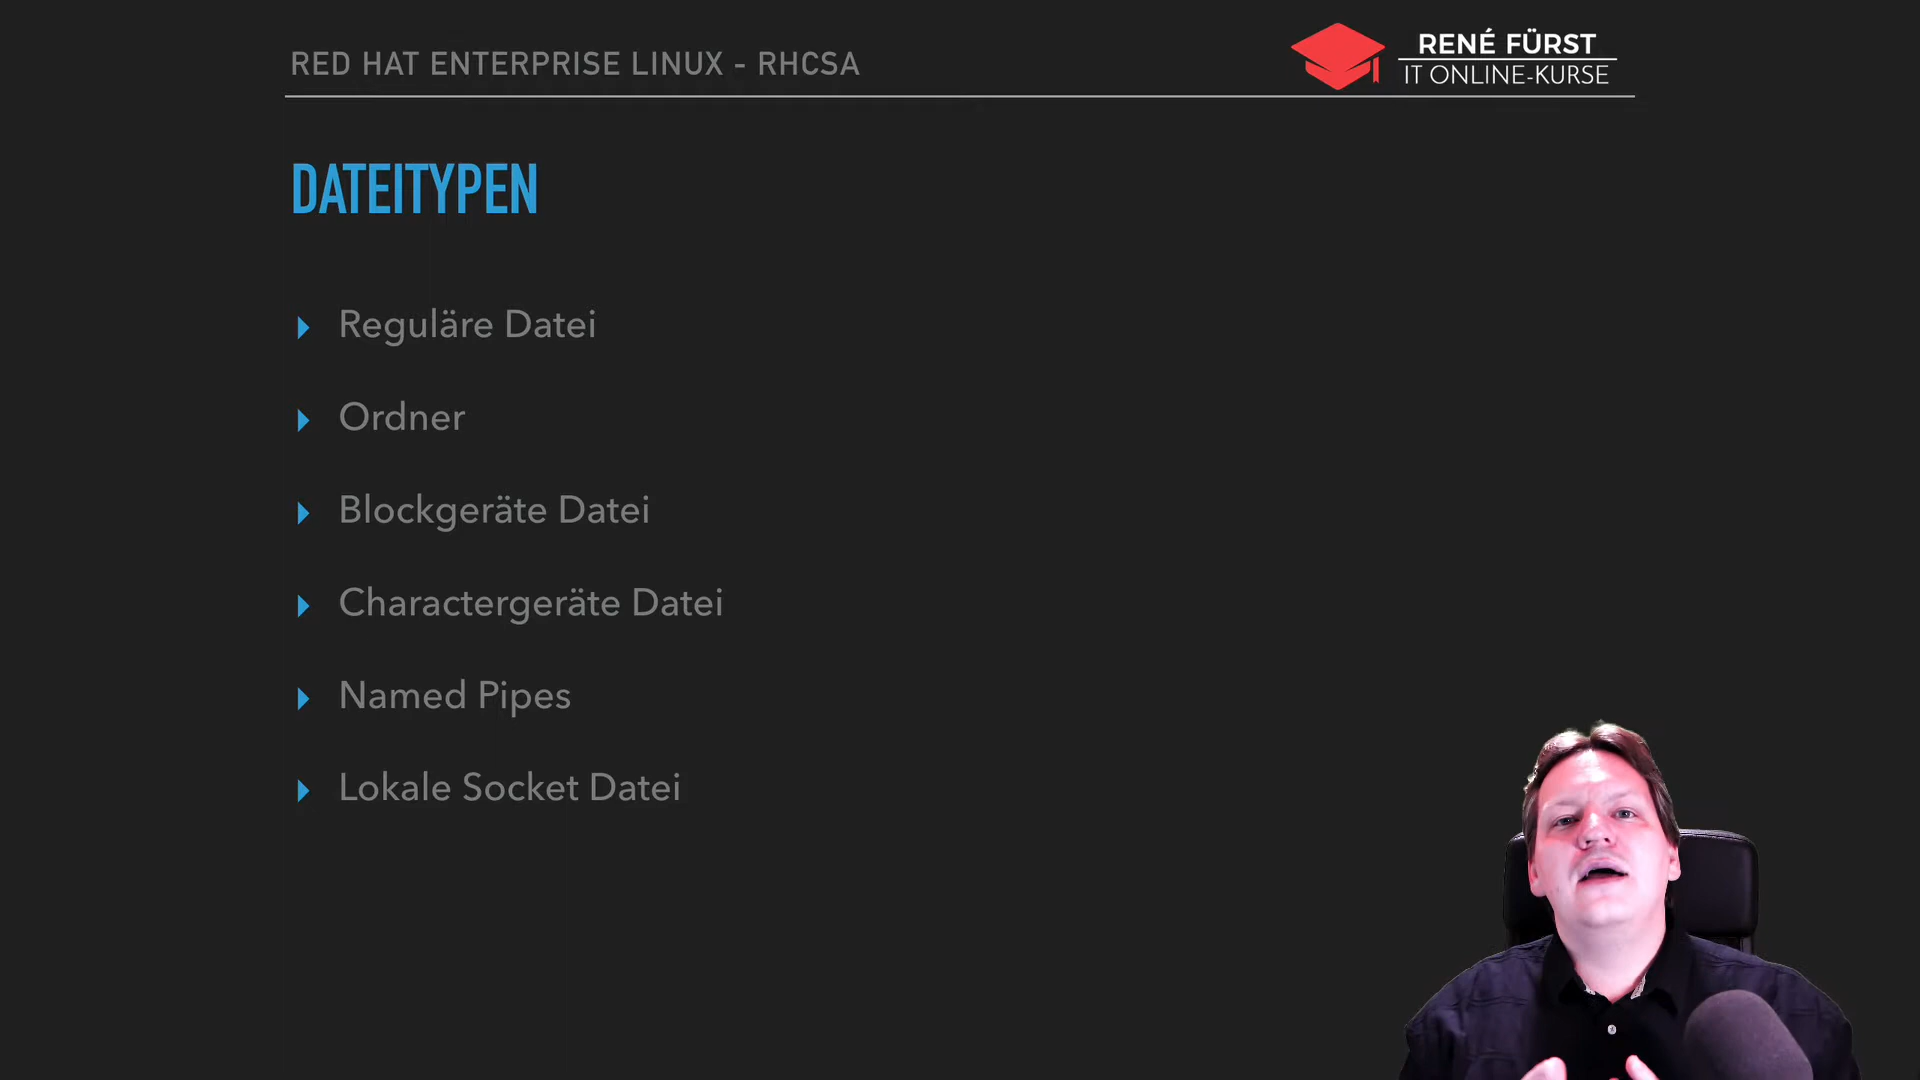 RED HAT ENTERPRISE LINUX - RHCSA
RENÉ FÜRST
IT ONLINE-KURSE
DATEITYPEN
Reguläre Datei
Ordner
Blockgeräte Datei
Charactergeräte Datei
Named Pipes
Lokale Socket Datei